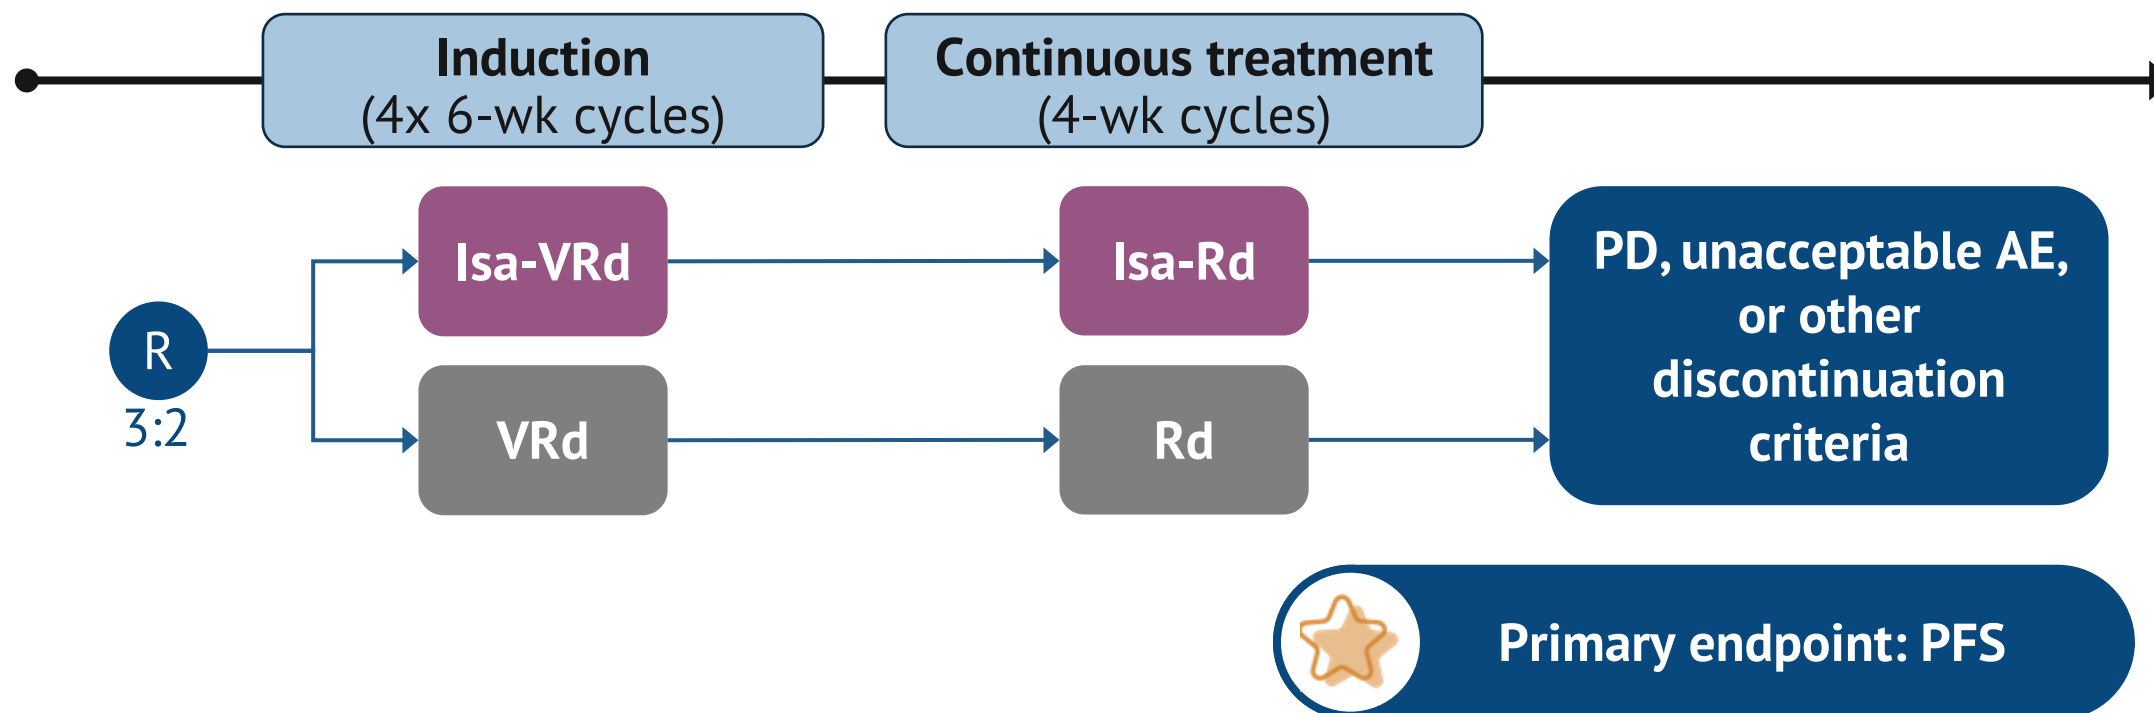 Induction
(4x 6-wk cycles)
Continuous treatment
(4-wk cycles)
Isa-VRd
Isa-Rd
PD, unacceptable AE,
or other
discontinuation
criteria
R
3:2
VRd
Rd
Primary endpoint: PFS